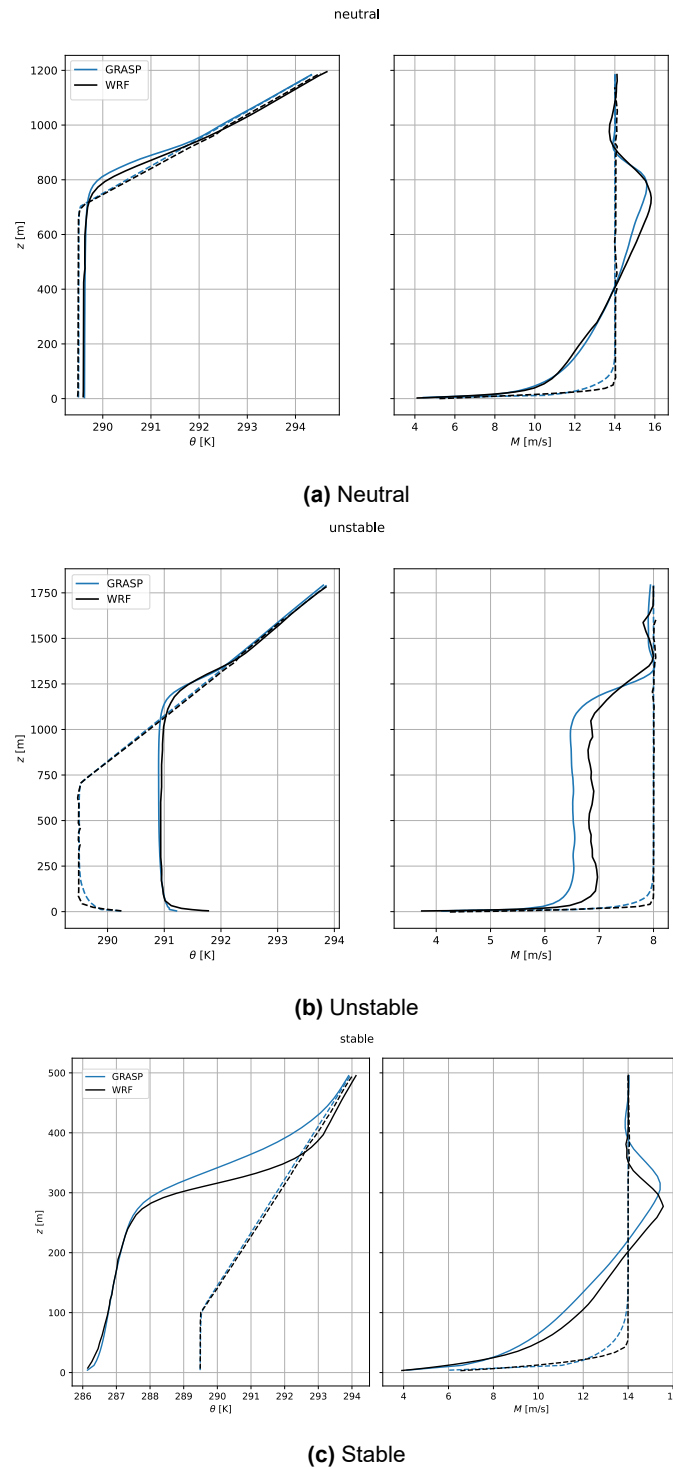 neutral
GRASP
WRF
1200
1000
800
600
400
200
0
z [m]
290 291 292 293 294
θ [K]
4 6 8 10 12 14 16
M [m/s]
(a) Neutral
unstable
GRASP
WRF
1750
1500
1250
1000
750
500
250
0
z [m]
290 291 292 293 294
θ [K]
4 5 6 7 8
M [m/s]
(b) Unstable
stable
GRASP
WRF
500
400
300
200
100
0
z [m]
286 287 288 289 290 291 292 293 294
θ [K]
4 6 8 10 12 14 16
M [m/s]
(c) Stable